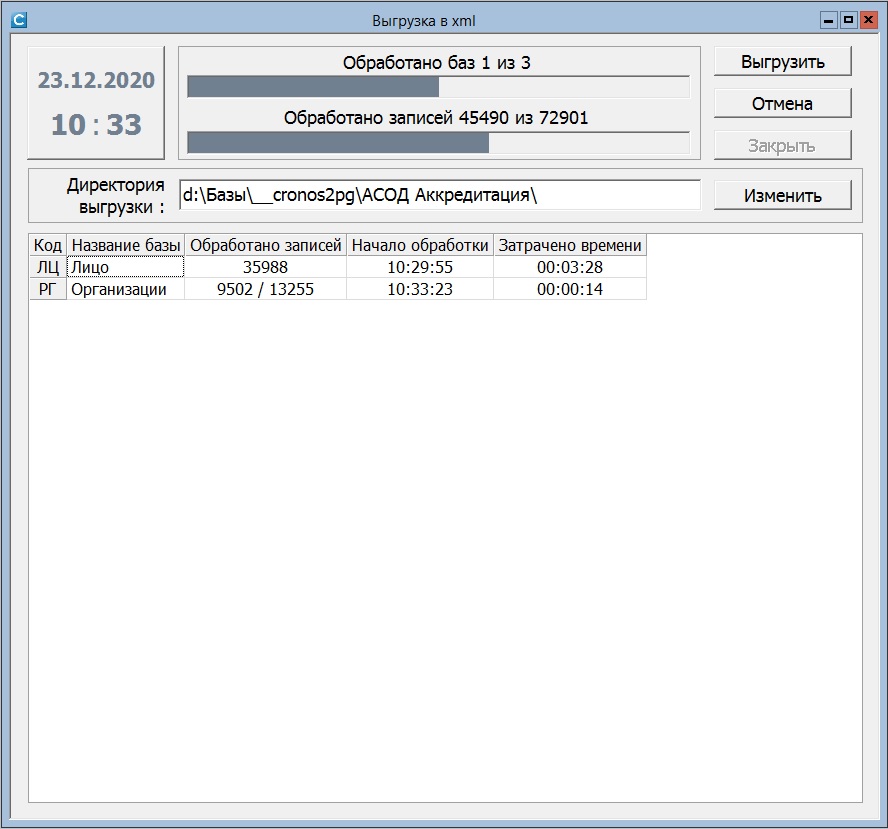 C
Выгрузка в xml
23.12.2020
10 : 33
Обработано баз 1 из 3
Обработано записей 45490 из 72901
Выгрузить
Отмена
Закрыть
Директория
выгрузки :
d:\Базы\__cronos2pg\АСОД Аккредитация\
Изменить
Код Название базы Обработано записей Начало обработки Затрачено времени
ЛЦ Лицо 35988 10:29:55 00:03:28
РГ Организации 9502 / 13255 10:33:23 00:00:14